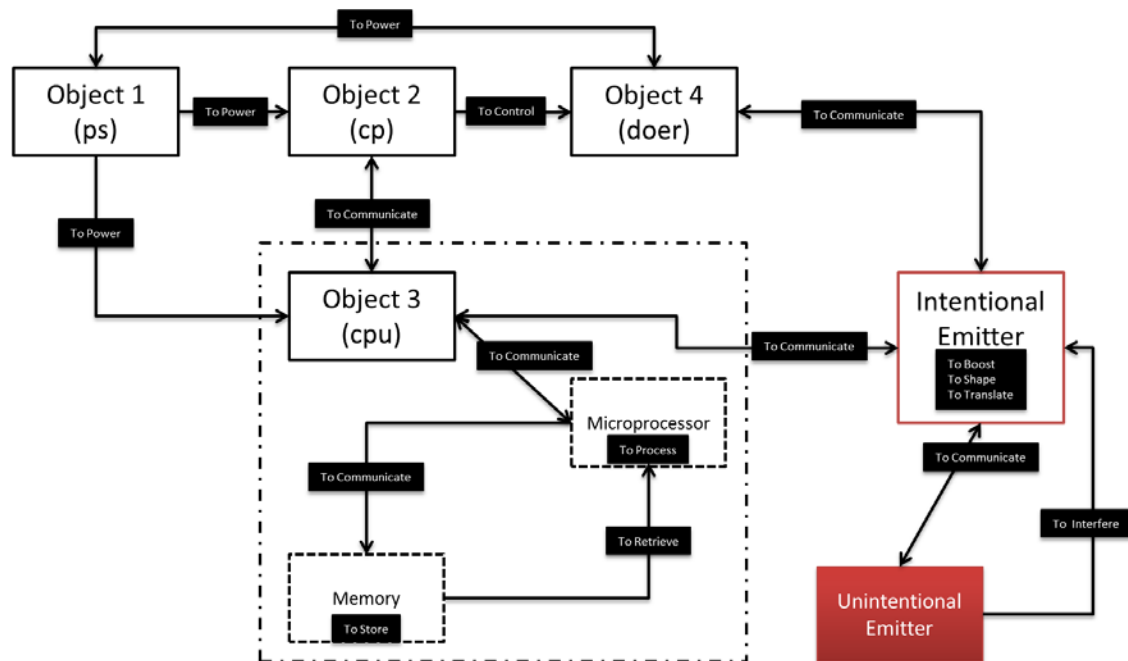 To Power
Object 1
(ps)
To Power
Object 2
(cp)
To Control
Object 4
(doer)
To Communicate
To Power
To Communicate
Object 3
(cpu)
To Communicate
To Communicate
Intentional
Emitter
To Boost
To Shape
To Translate
Microprocessor
To Process
To Communicate
To Communicate
To Interfere
To Retrieve
Memory
To Store
Unintentional
Emitter